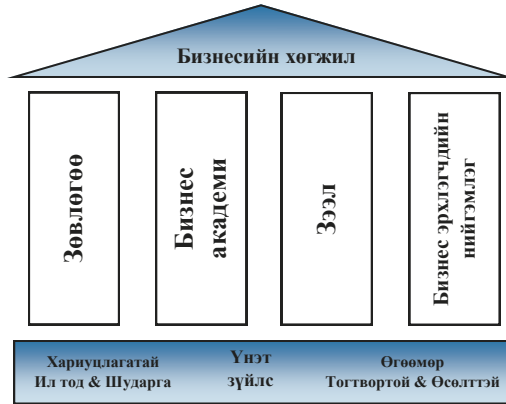 Бизнесийн хөгжил
Зөвлөгөө
Бизнес
академи
Зээл
Бизнес эрхлэгчдийн
нийгэмлэг
Хариуцлагатай
Ил тод & Шударга
Үнэт
зүйлс
Өгөөмөр
Тогтвортой & Өсөлттэй